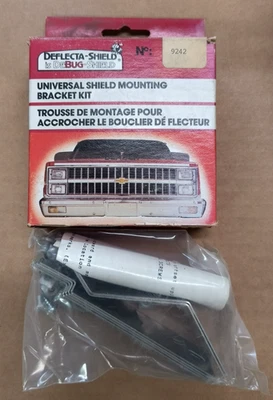 DEFLECTA-SHIELD
BUG-SHIELD
Nº:
9242
UNIVERSAL SHIELD MOUNTING
BRACKET KIT
TROUSSE DE MONTAGE POUR
ACCROCHER LE BOUCLIER DE FLECTEUR
SCREWS